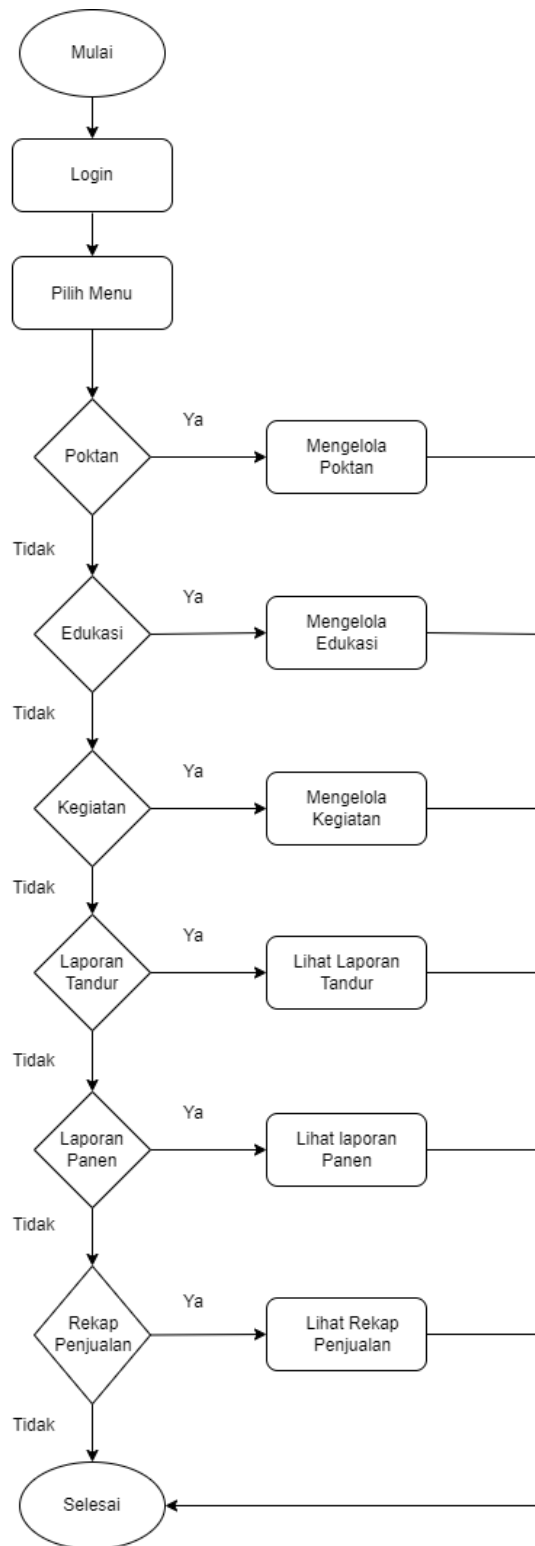 Mulai
Login
Pilih Menu
Poktan
Ya
Mengelola
Poktan
Tidak
Edukasi
Ya
Mengelola
Edukasi
Tidak
Kegiatan
Ya
Mengelola
Kegiatan
Tidak
Laporan
Tandur
Ya
Lihat Laporan
Tandur
Tidak
Laporan
Panen
Ya
Lihat laporan
Panen
Tidak
Rekap
Penjualan
Ya
Lihat Rekap
Penjualan
Tidak
Selesai